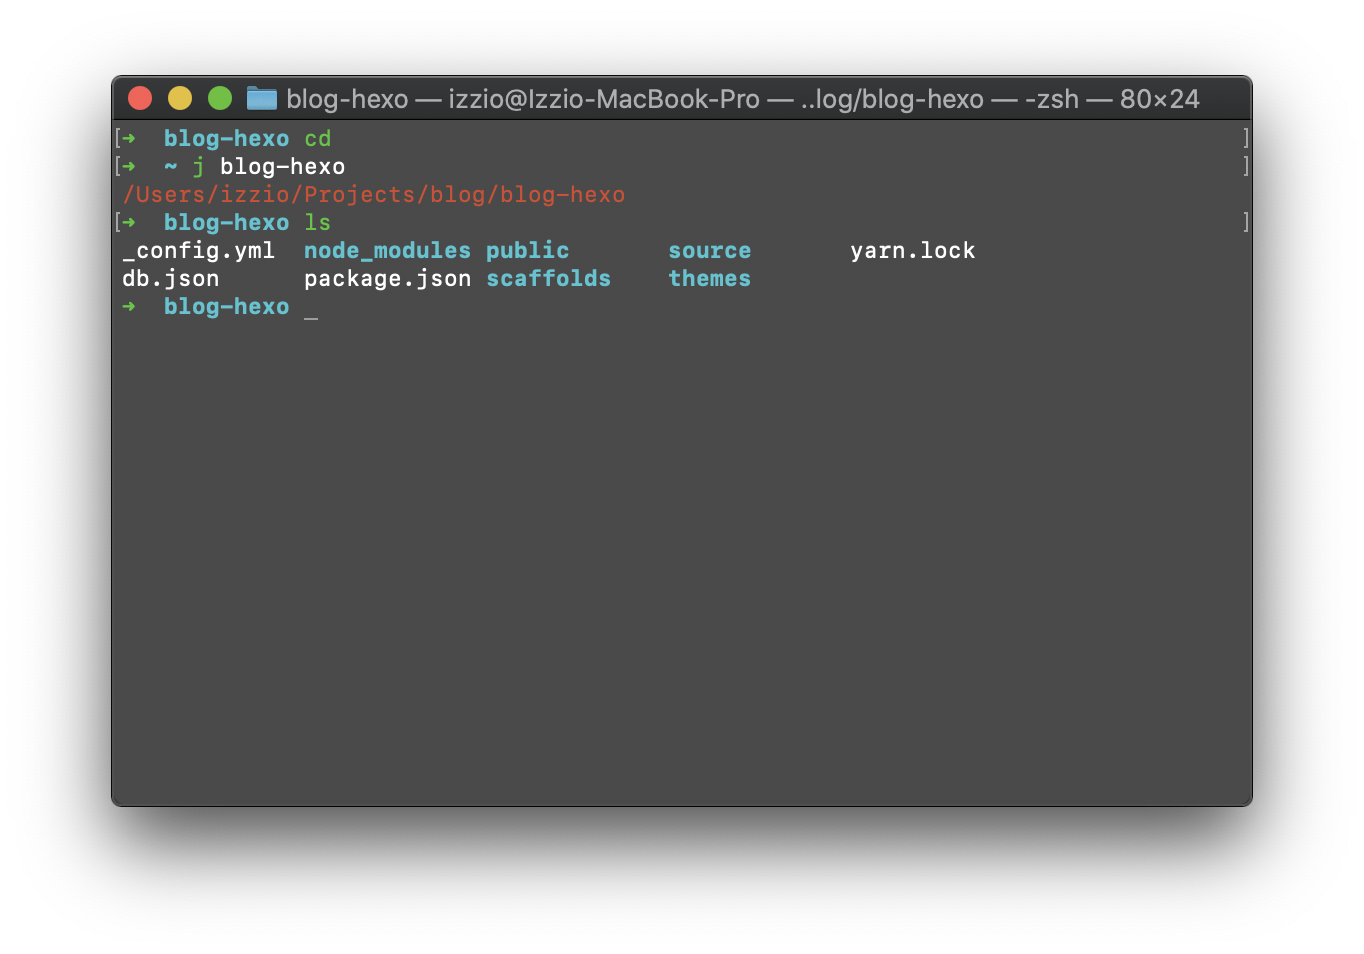 blog-hexo — izzio@Izzio-MacBook-Pro — ..log/blog-hexo — -zsh — 80×24
[➜  blog-hexo cd ]
[➜  ~ j blog-hexo ]
/Users/izzio/Projects/blog/blog-hexo
[➜  blog-hexo ls ]
_config.yml  node_modules public       source       yarn.lock
db.json      package.json scaffolds    themes
➜  blog-hexo _